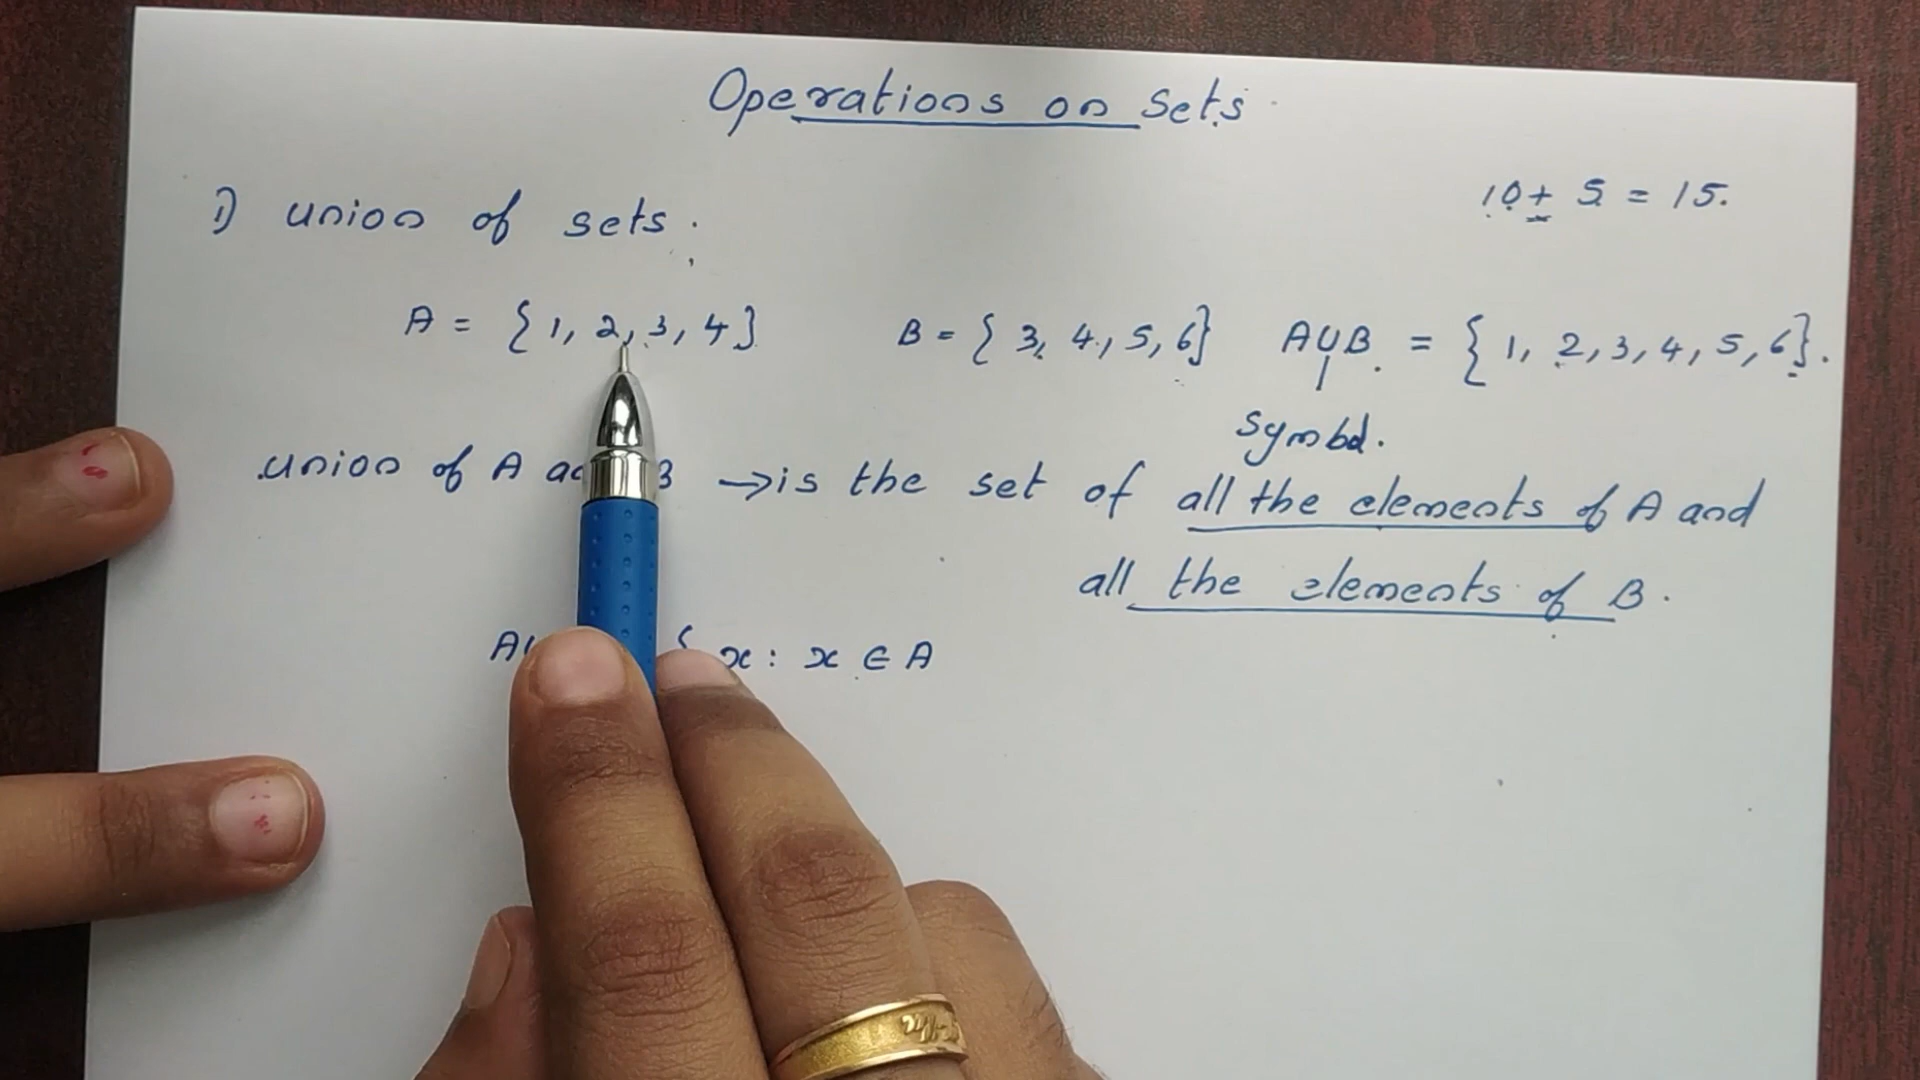 Operations on Sets
10 + 5 = 15.
1) union of sets.
A = {1, 2, 3, 4} B = {3, 4, 5, 6} A∪B = {1, 2, 3, 4, 5, 6}.
Symbol.
union of A → is the set of all the elements of A and
all the elements of B.
A { x : x ∈ A